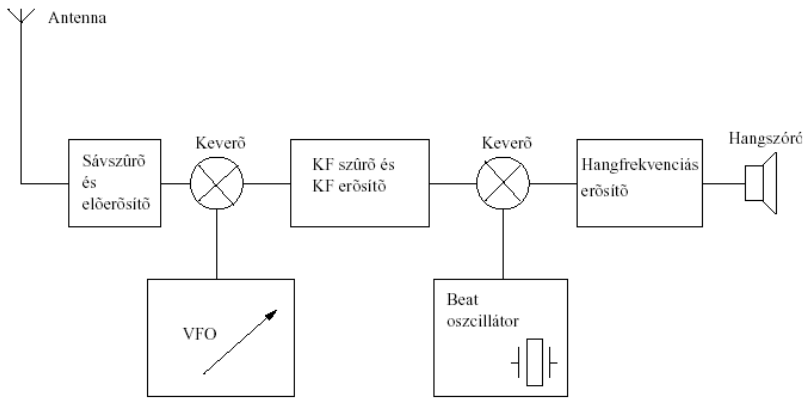 Antenna
Sávszûrõ
és
elõerõsítõ
Keverõ
KF szûrõ és
KF erõsítõ
Keverõ
Hangfrekvenciás
erõsítõ
Hangszóró
VFO
Beat
oszcillátor